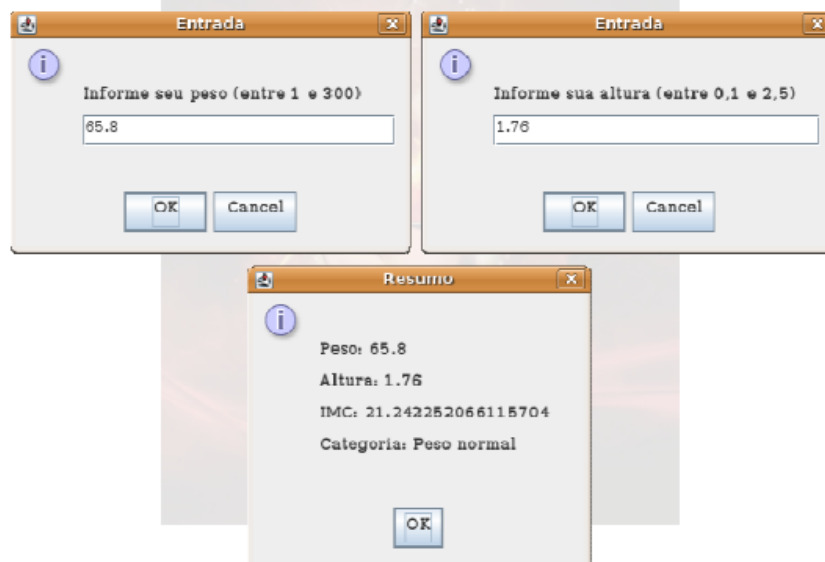 Entrada
Informe seu peso (entre 1 e 300)
65.8
OK Cancel
Entrada
Informe sua altura (entre 0,1 e 2,5)
1.76
OK Cancel
Resumo
Peso: 65.8
Altura: 1.76
IMC: 21.242252066115704
Categoria: Peso normal
OK